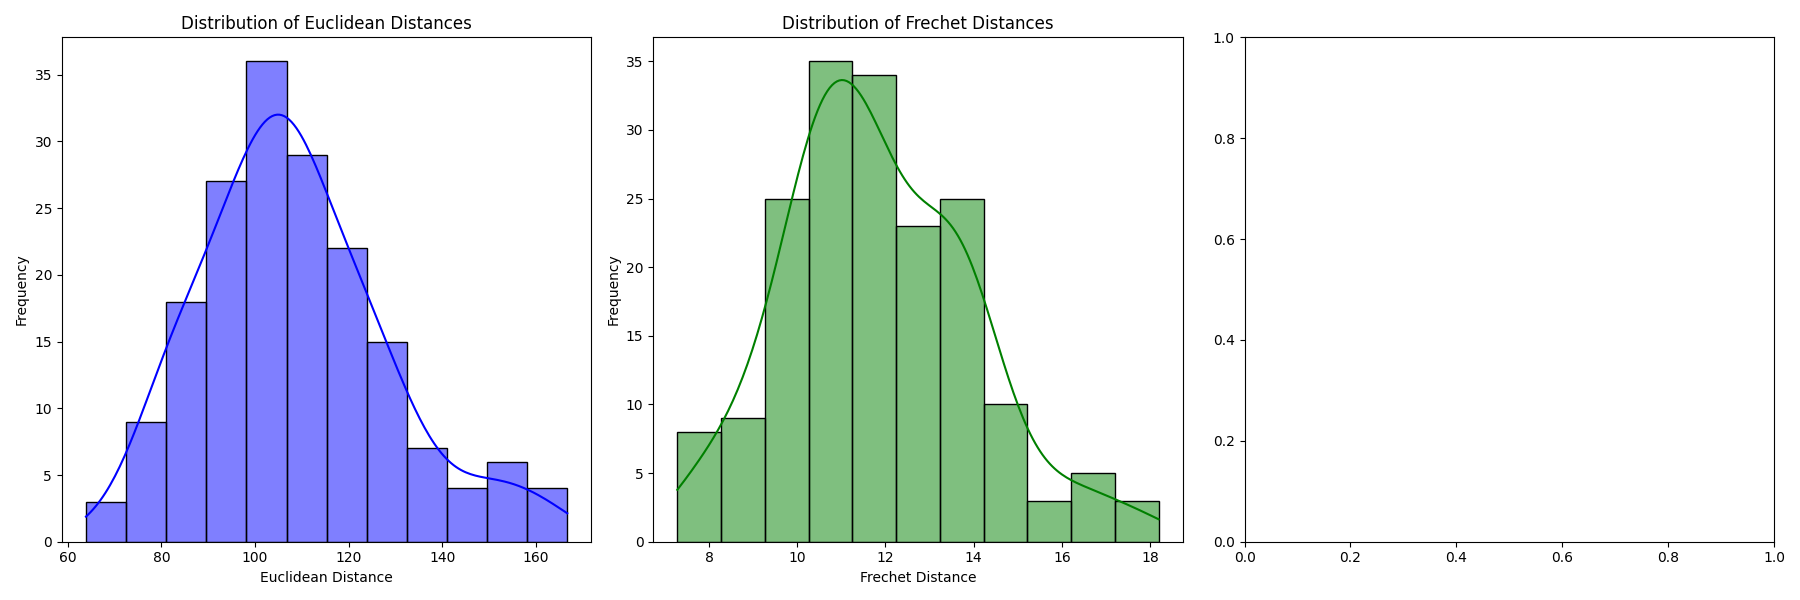 Distribution of Euclidean Distances
35
30
25
20
15
10
5
0
Frequency
60 80 100 120 140 160
Euclidean Distance
Distribution of Frechet Distances
35
30
25
20
15
10
5
0
Frequency
8 10 12 14 16 18
Frechet Distance
1.0
0.8
0.6
0.4
0.2
0.0
0.0 0.2 0.4 0.6 0.8 1.0